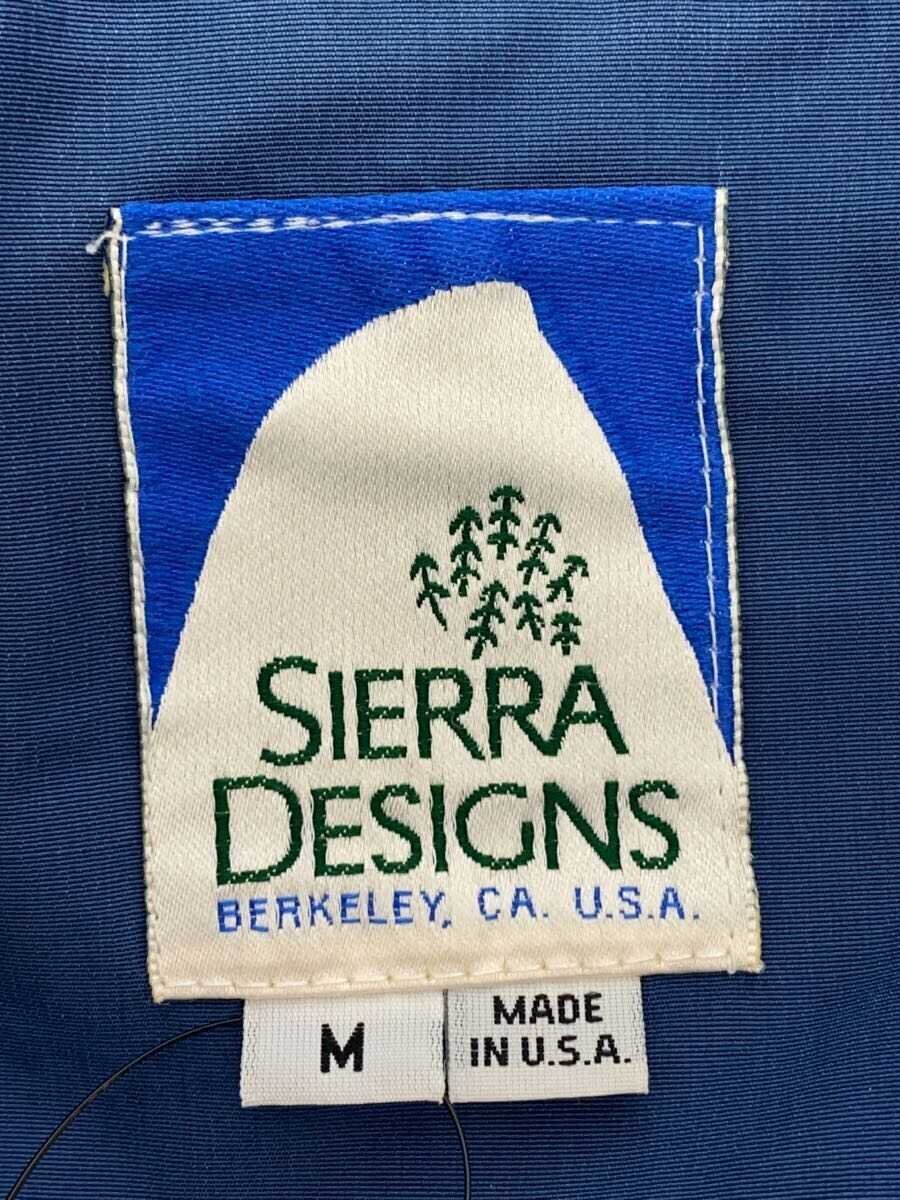 SIERRA
DESIGNS
BERKELEY, CA. U.S.A.
M
MADE
IN U.S.A.